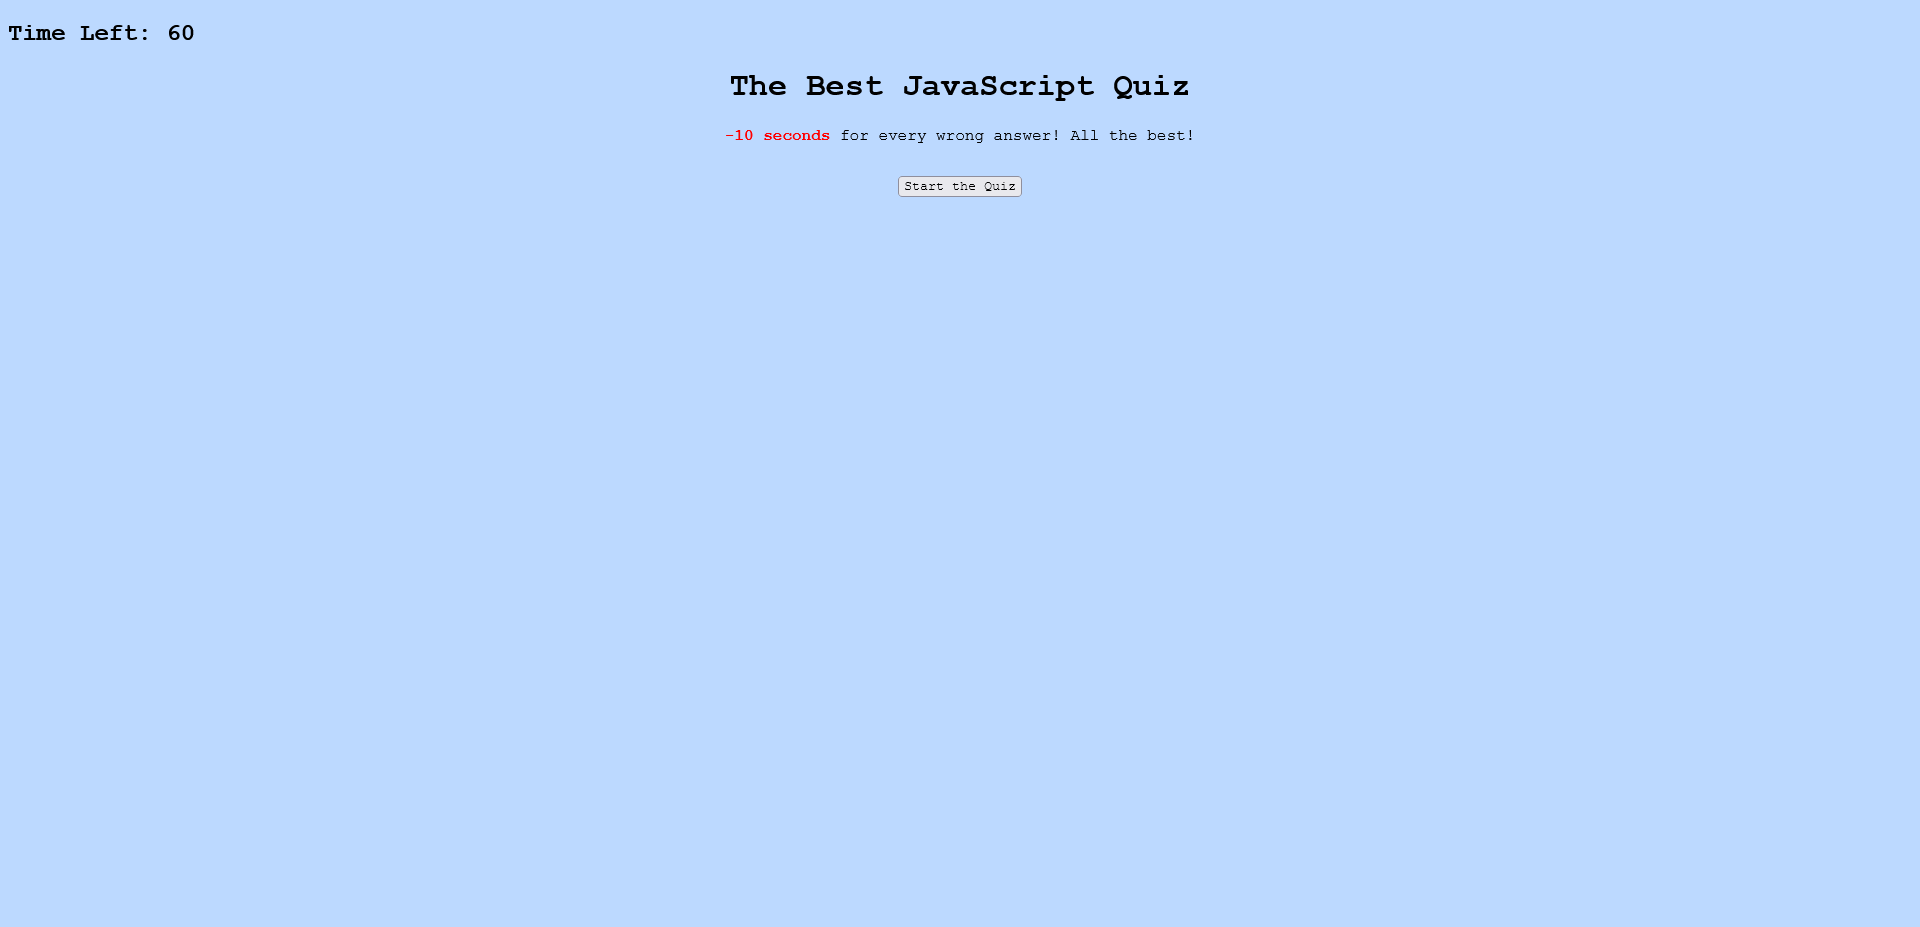 Time Left: 60
The Best JavaScript Quiz
-10 seconds for every wrong answer! All the best!
Start the Quiz